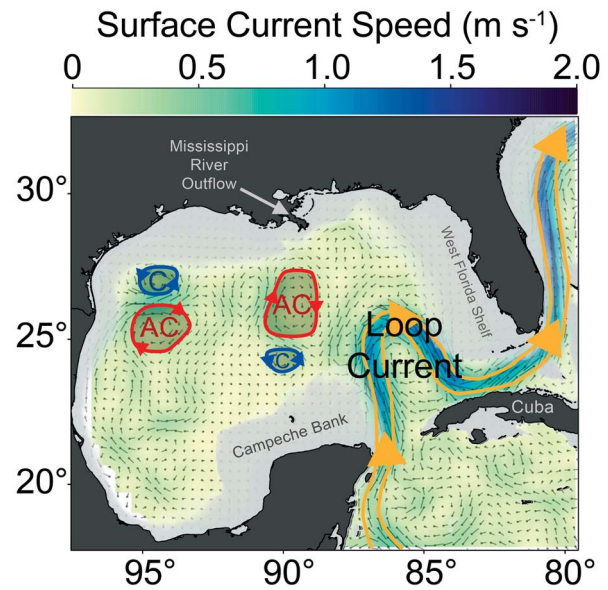 Surface Current Speed (m s⁻¹)
0 0.5 1.0 1.5 2.0
Mississippi
River
Outflow
30°
West Florida Shelf
C
AC
AC
25°
Loop
Current
C
Cuba
Campeche Bank
20°
95° 90° 85° 80°